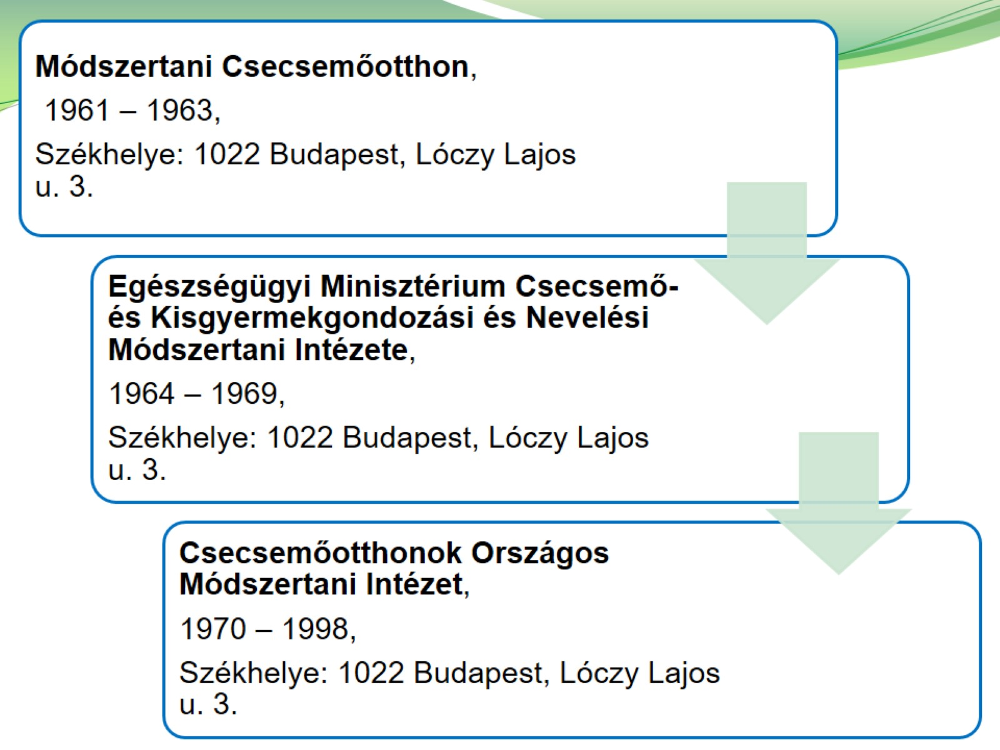 Módszertani Csecsemőotthon,
1961 – 1963,
Székhelye: 1022 Budapest, Lóczy Lajos
u. 3.
Egészségügyi Minisztérium Csecsemő-
és Kisgyermekgondozási és Nevelési
Módszertani Intézete,
1964 – 1969,
Székhelye: 1022 Budapest, Lóczy Lajos
u. 3.
Csecsemőotthonok Országos
Módszertani Intézet,
1970 – 1998,
Székhelye: 1022 Budapest, Lóczy Lajos
u. 3.